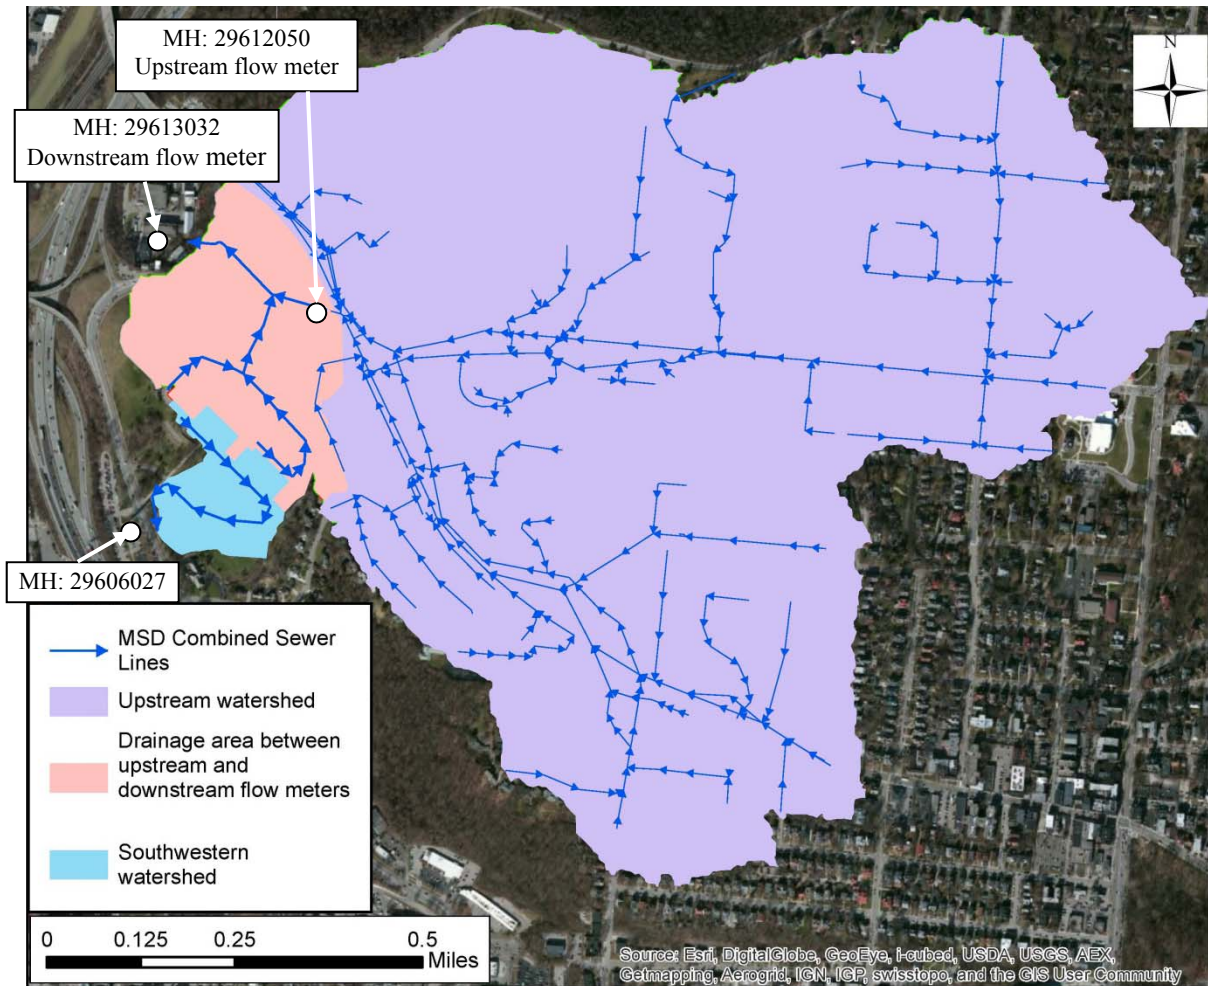 MH: 29612050
Upstream flow meter
N
MH: 29613032
Downstream flow meter
MH: 29606027
MSD Combined Sewer
Lines
Upstream watershed
Drainage area between
upstream and
downstream flow meters
Southwestern
watershed
0 0.125 0.25 0.5
Miles
Source: Esri, DigitalGlobe, GeoEye, i-cubed, USDA, USGS, AEX,
Getmapping, Aerogrid, IGN, IGP, swisstopo, and the GIS User Community